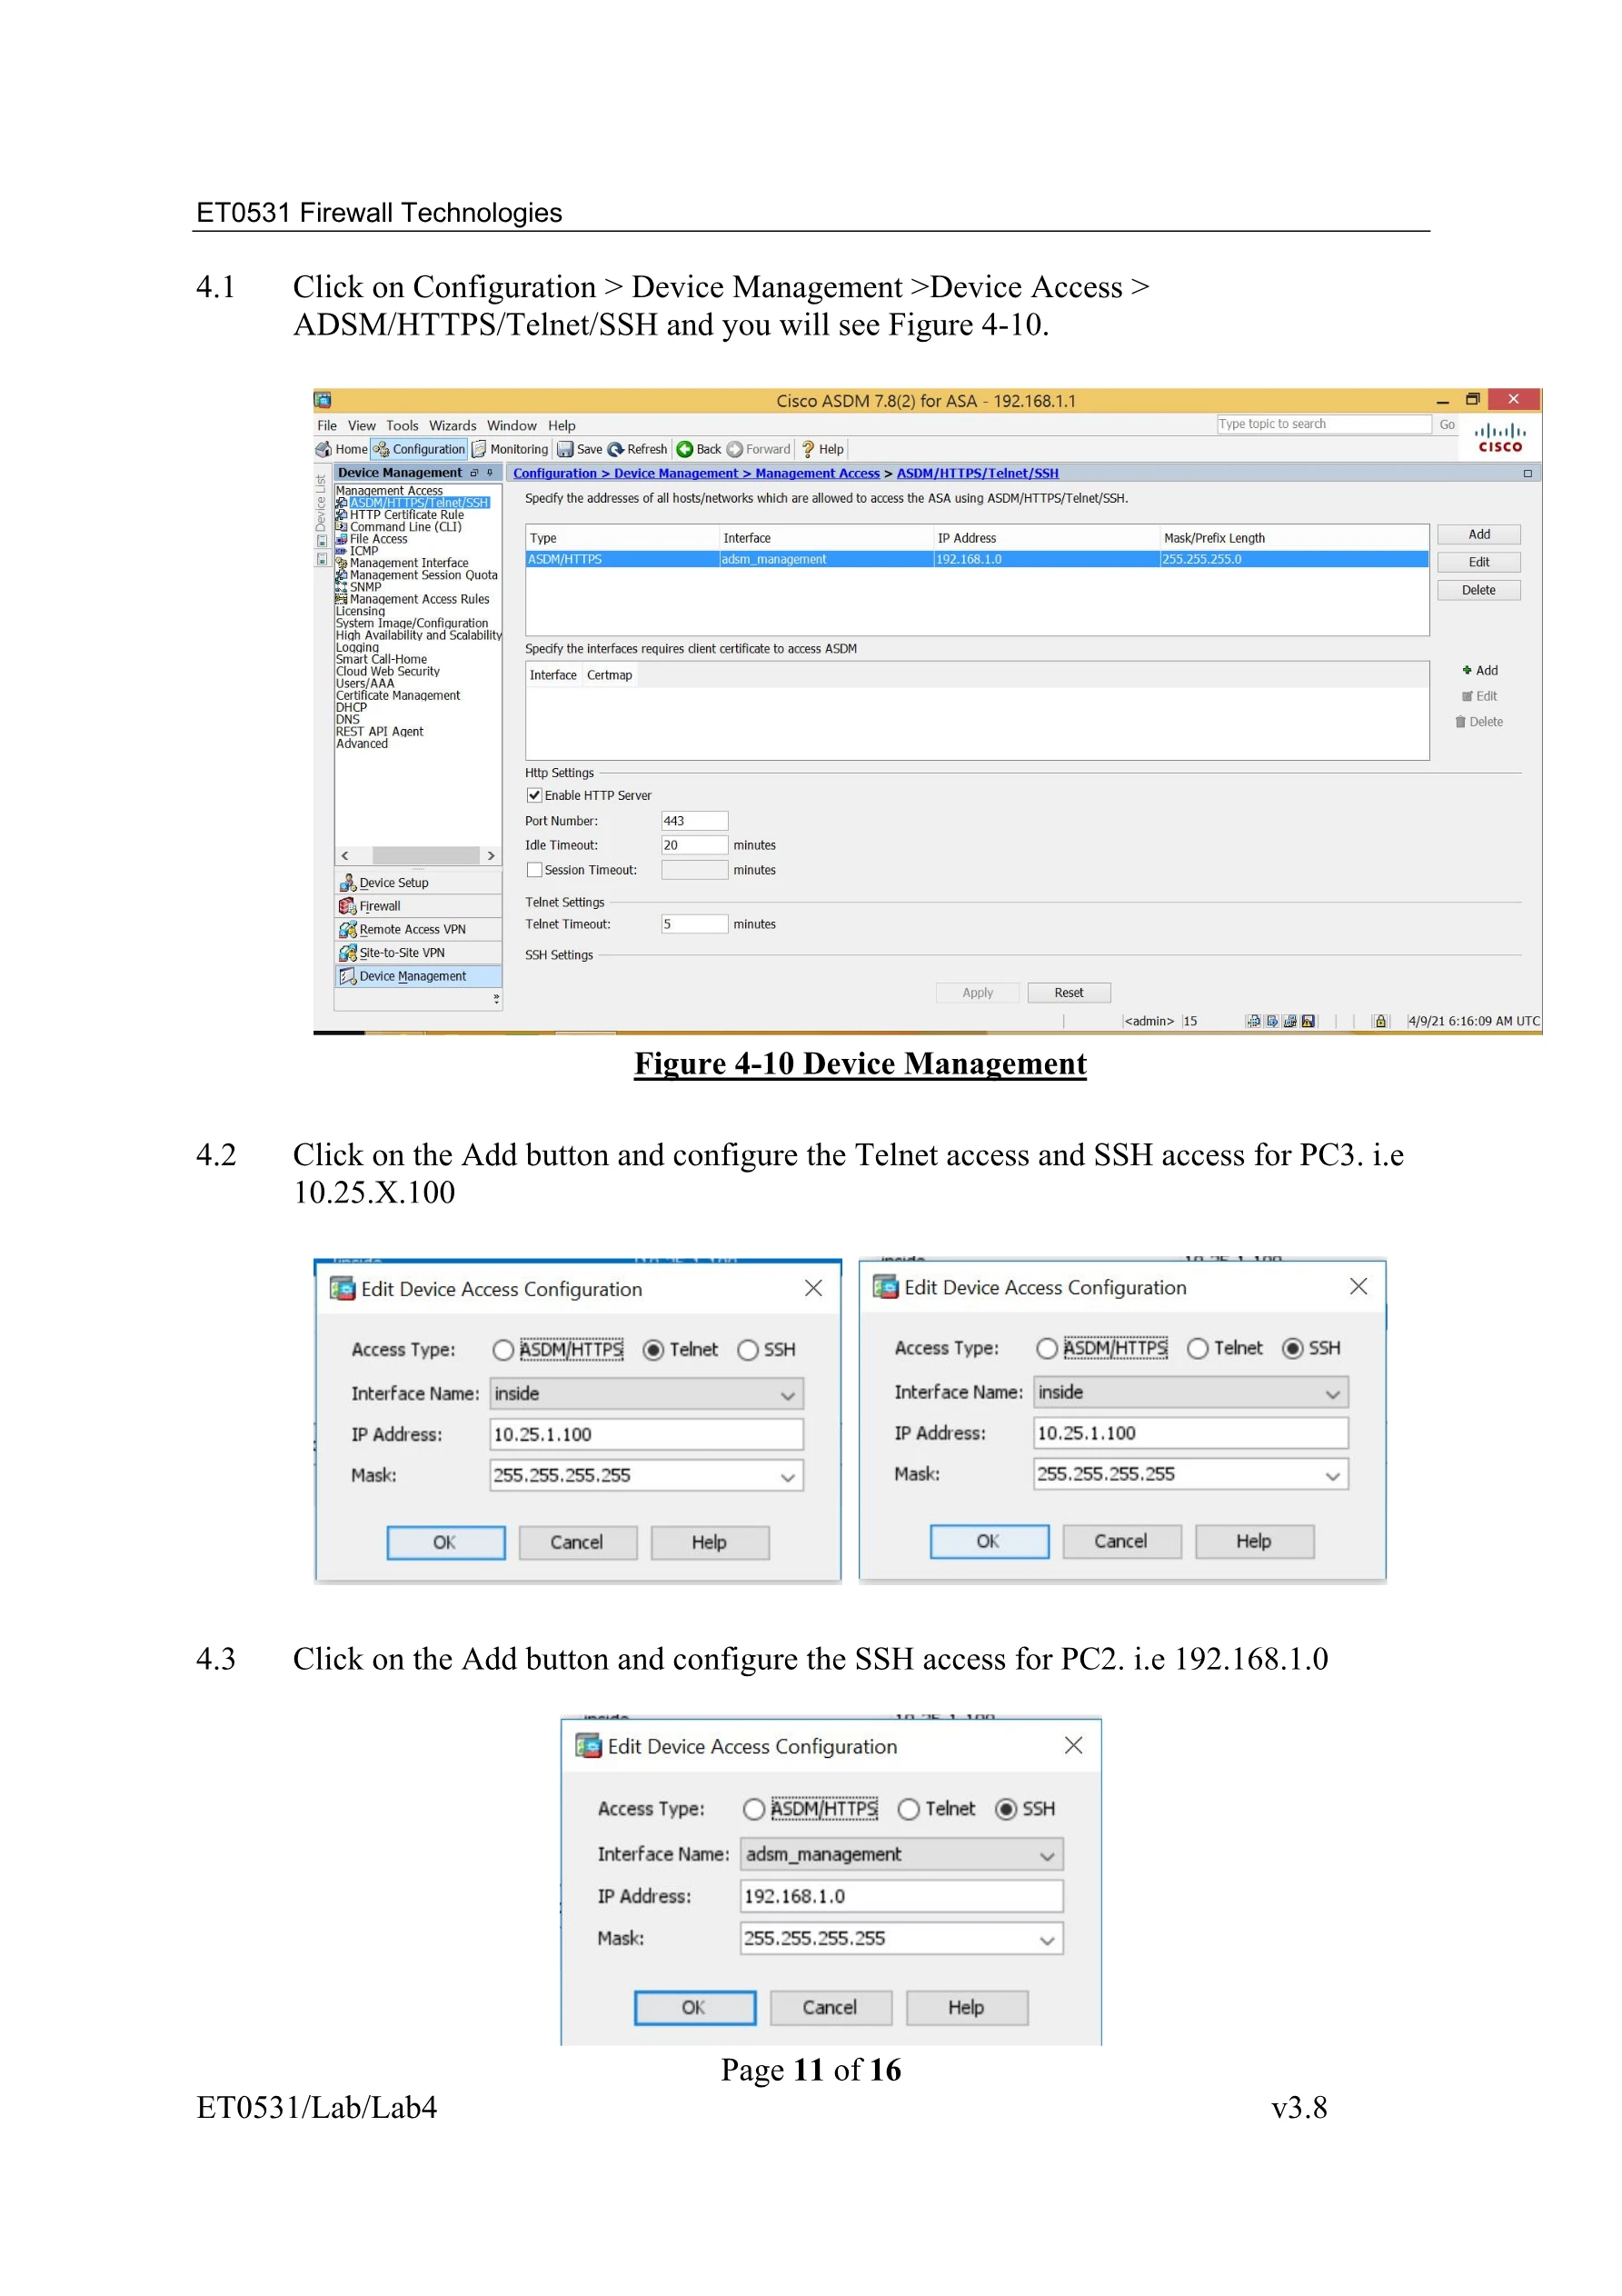 ET0531 Firewall Technologies
4.1 Click on Configuration > Device Management >Device Access >
ADSM/HTTPS/Telnet/SSH and you will see Figure 4-10.
Cisco ASDM 7.8(2) for ASA - 192.168.1.1
File View Tools Wizards Window Help
Type topic to search Go
CISCO
Home Configuration Monitoring Save Refresh Back Forward Help
Device List
Device Management
Management Access
ASDM/HTTPS/Telnet/SSH
HTTP Certificate Rule
Command Line (CLI)
File Access
ICMP
Management Interface
Management Session Quota
SNMP
Management Access Rules
Licensing
System Image/Configuration
High Availability and Scalability
Logging
Smart Call-Home
Cloud Web Security
Users/AAA
Certificate Management
DHCP
DNS
REST API Agent
Advanced
Device Setup
Firewall
Remote Access VPN
Site-to-Site VPN
Device Management
Configuration > Device Management > Management Access > ASDM/HTTPS/Telnet/SSH
Specify the addresses of all hosts/networks which are allowed to access the ASA using ASDM/HTTPS/Telnet/SSH.
Type Interface IP Address Mask/Prefix Length
ASDM/HTTPS adsm_management 192.168.1.0 255.255.255.0
Add
Edit
Delete
Specify the interfaces requires client certificate to access ASDM
Interface Certmap
Add
Edit
Delete
Http Settings
Enable HTTP Server
Port Number: 443
Idle Timeout: 20 minutes
Session Timeout: minutes
Telnet Settings
Telnet Timeout: 5 minutes
SSH Settings
Apply Reset
<admin> 15 4/9/21 6:16:09 AM UTC
Figure 4-10 Device Management
4.2 Click on the Add button and configure the Telnet access and SSH access for PC3. i.e
10.25.X.100
Edit Device Access Configuration
Access Type: ASDM/HTTPS Telnet SSH
Interface Name: inside
IP Address: 10.25.1.100
Mask: 255.255.255.255
OK Cancel Help
inside 10.25.1.100
Edit Device Access Configuration
Access Type: ASDM/HTTPS Telnet SSH
Interface Name: inside
IP Address: 10.25.1.100
Mask: 255.255.255.255
OK Cancel Help
4.3 Click on the Add button and configure the SSH access for PC2. i.e 192.168.1.0
inside 10.25.1.100
Edit Device Access Configuration
Access Type: ASDM/HTTPS Telnet SSH
Interface Name: adsm_management
IP Address: 192.168.1.0
Mask: 255.255.255.255
OK Cancel Help
Page 11 of 16
ET0531/Lab/Lab4 v3.8